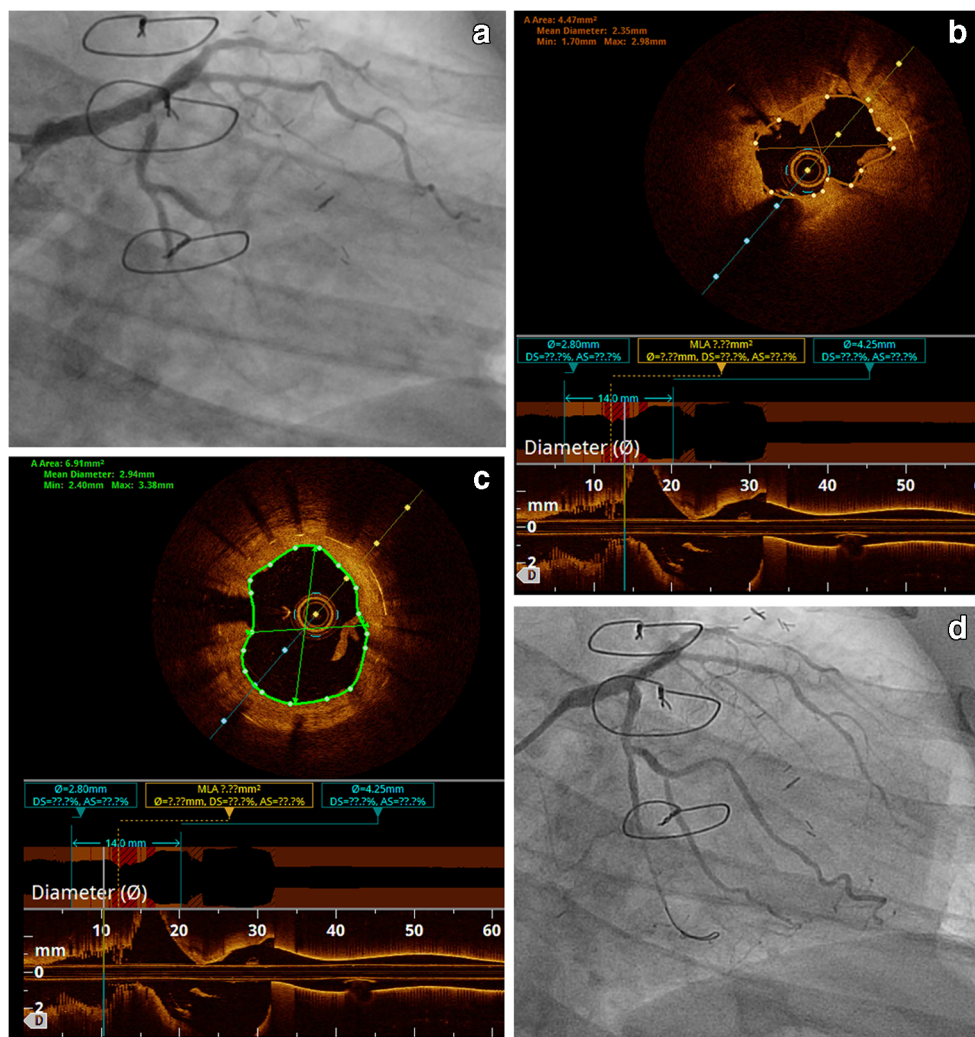 a
b
A Area: 4.47mm²
Mean Diameter: 2.35mm
Min: 1.70mm Max: 2.98mm
Ø=2.80mm
DS=??.?%, AS=??.?%
MLA ?.??mm²
Ø=?.??mm, DS=??.?%, AS=??.?%
Ø=4.25mm
DS=??.?%, AS=??.?%
14.0 mm
Diameter (Ø)
10 20 30 40 50
mm
0
2
D
c
A Area: 6.91mm²
Mean Diameter: 2.94mm
Min: 2.40mm Max: 3.38mm
Ø=2.80mm
DS=??.?%, AS=??.?%
MLA ?.??mm²
Ø=?.??mm, DS=??.?%, AS=??.?%
Ø=4.25mm
DS=??.?%, AS=??.?%
14.0 mm
Diameter (Ø)
10 20 30 40 50 60
mm
0
2
D
d